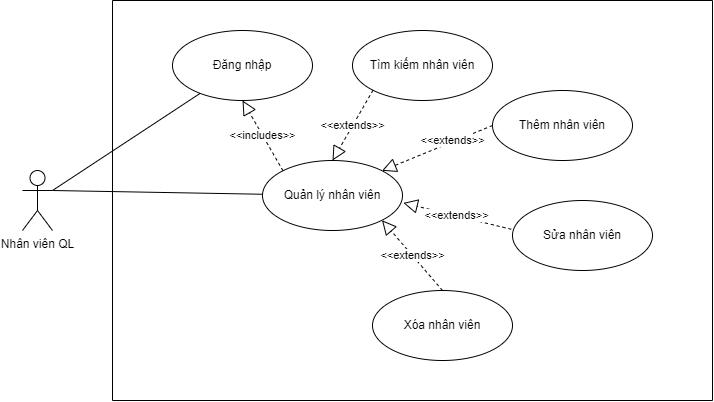 Đăng nhập
Tìm kiếm nhân viên
<<extends>>
<<includes>>
Thêm nhân viên
<<extends>>
Quản lý nhân viên
<<extends>>
Sửa nhân viên
Nhân viên QL
<<extends>>
Xóa nhân viên